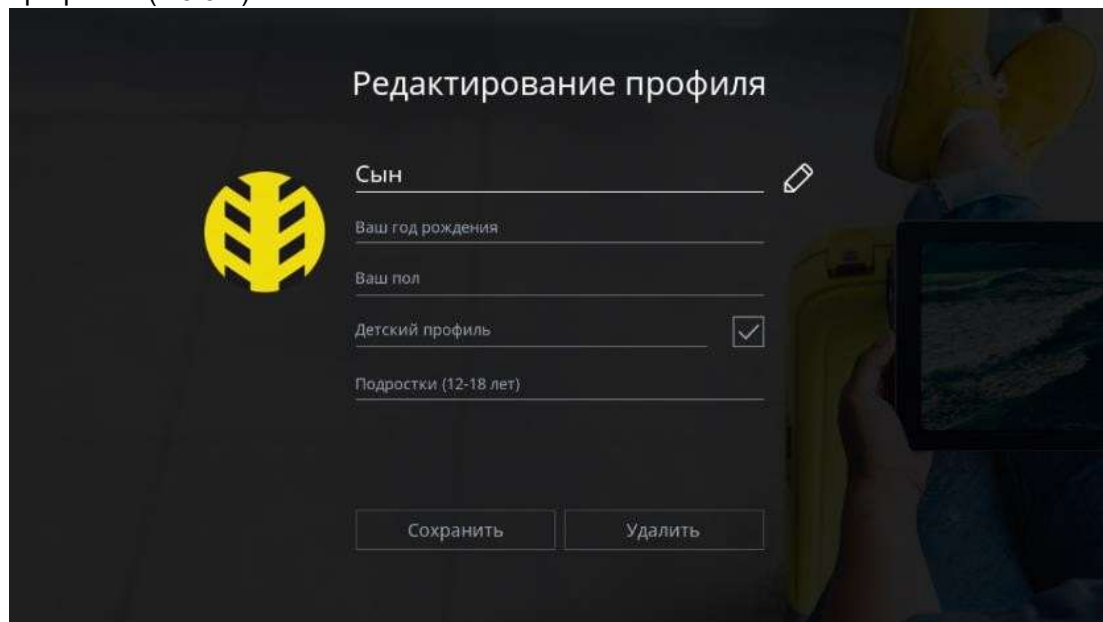 Редактирование профиля
Сын
Ваш год рождения
Ваш пол
Детский профиль
Подростки (12-18 лет)
Сохранить
Удалить